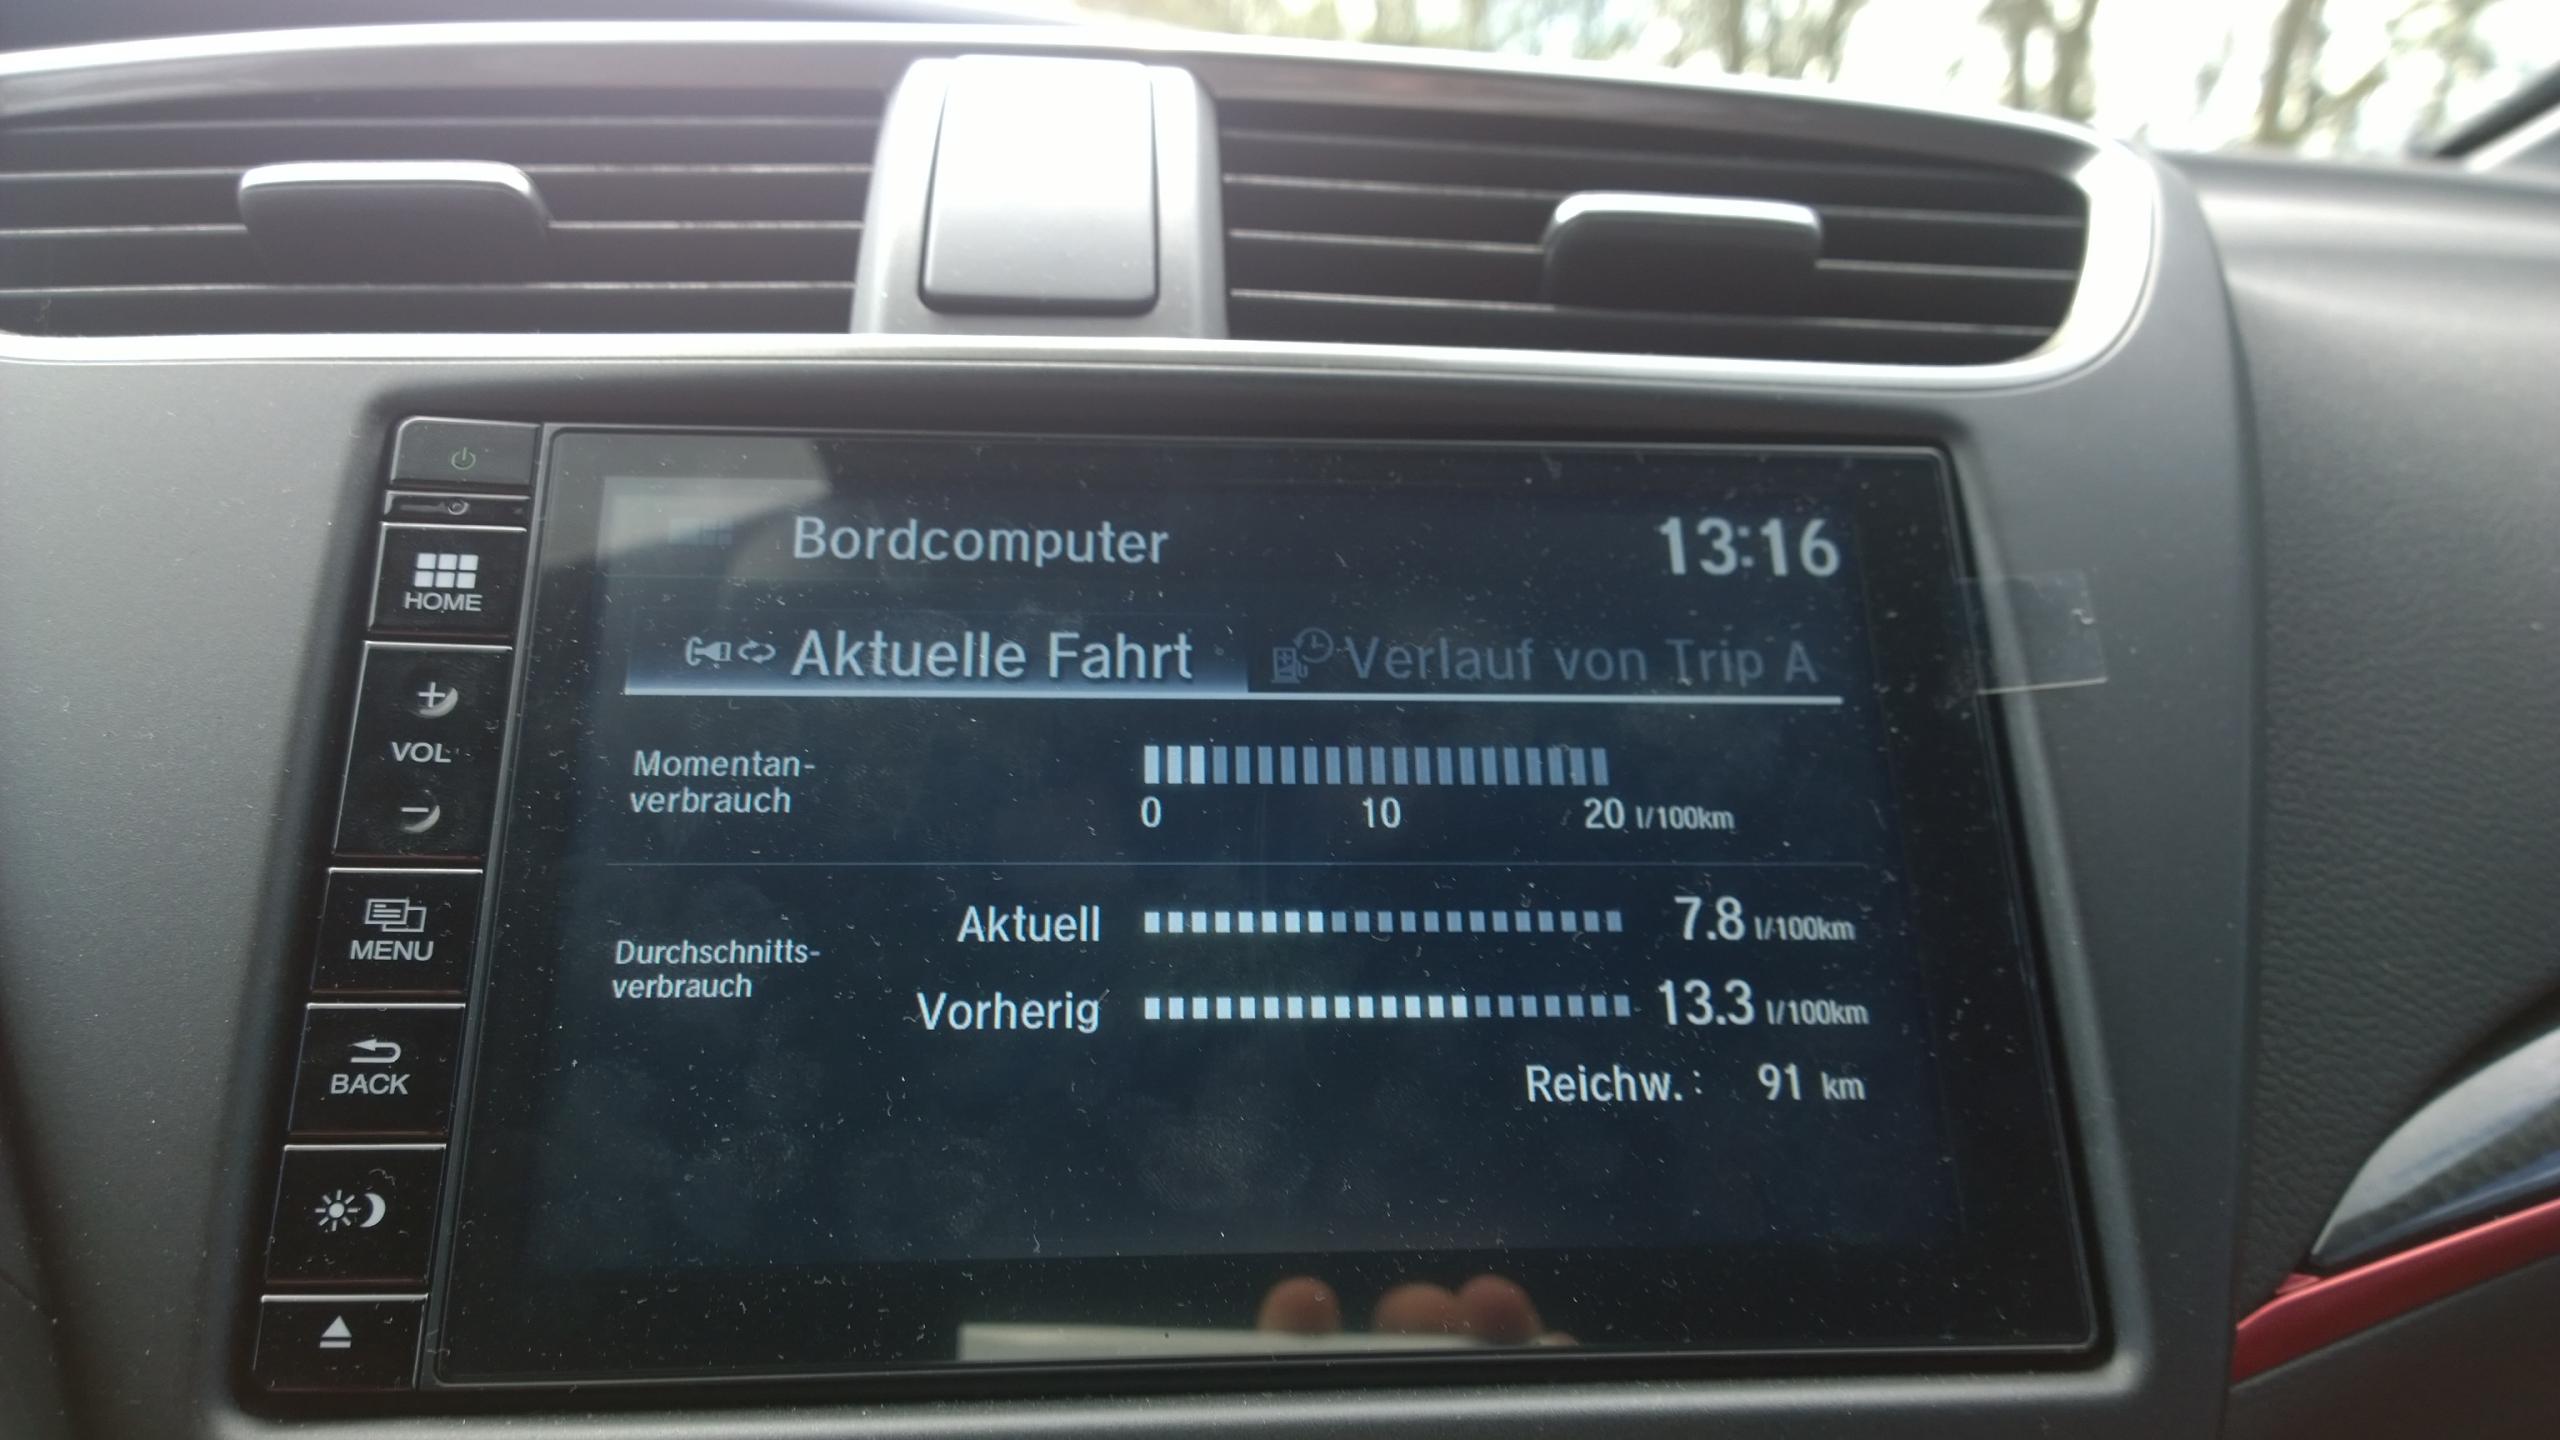 Bordcomputer 13:16
HOME
Aktuelle Fahrt Verlauf von Trip A
+
VOL
−
Momentan-
verbrauch
0 10 20 l/100km
MENU
Durchschnitts-
verbrauch
Aktuell 7.8 l/100km
Vorherig 13.3 l/100km
BACK
Reichw.: 91 km